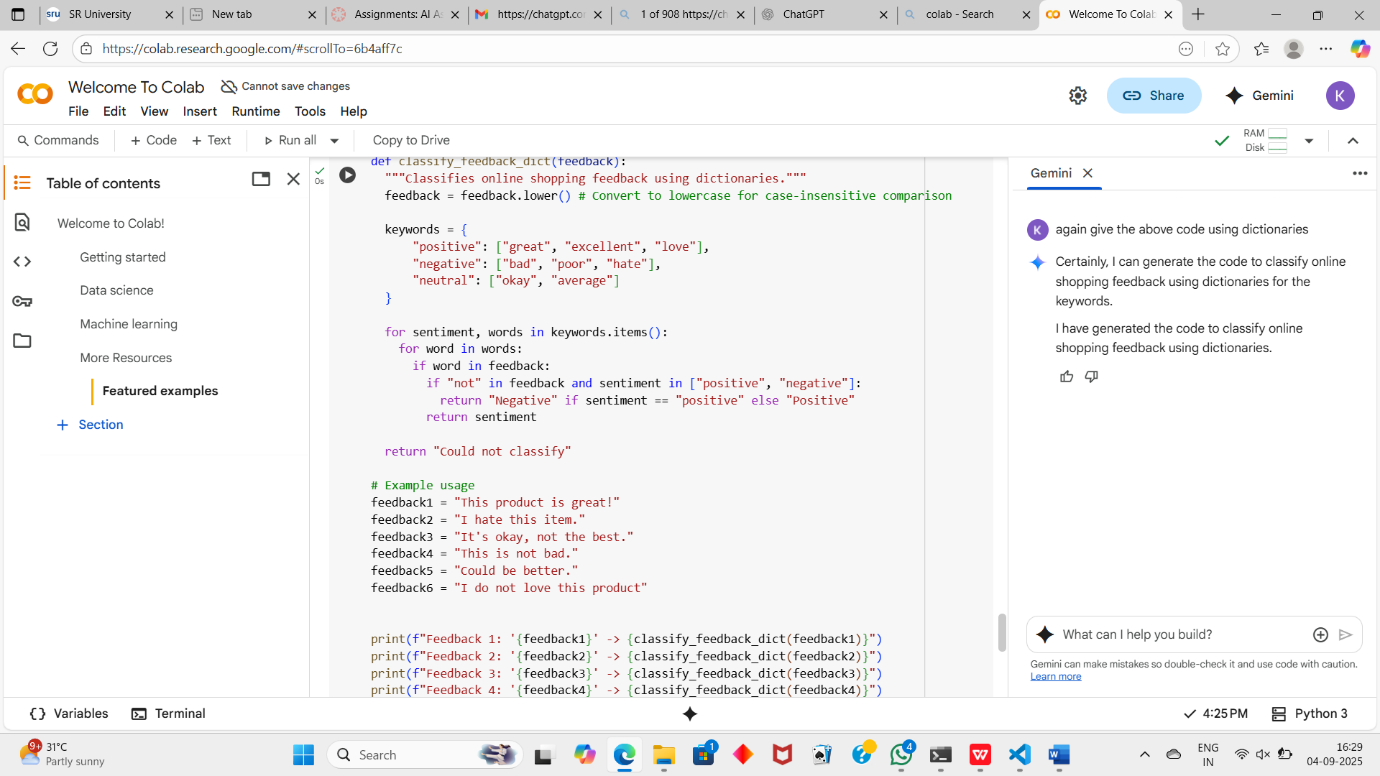 SR University
New tab
Assignments: AI As
https://chatgpt.co
1 of 908 https://ch
ChatGPT
colab - Search
Welcome To Colab
https://colab.research.google.com/#scrollTo=6b4aff7c
Welcome To Colab
Cannot save changes
File Edit View Insert Runtime Tools Help
Share
Gemini
K
Commands
+ Code + Text
Run all
Copy to Drive
RAM
Disk
Table of contents
Welcome to Colab!
Getting started
Data science
Machine learning
More Resources
Featured examples
+ Section
0s
def classify_feedback_dict(feedback):
"""Classifies online shopping feedback using dictionaries."""
feedback = feedback.lower() # Convert to lowercase for case-insensitive comparison
keywords = {
"positive": ["great", "excellent", "love"],
"negative": ["bad", "poor", "hate"],
"neutral": ["okay", "average"]
}
for sentiment, words in keywords.items():
for word in words:
if word in feedback:
if "not" in feedback and sentiment in ["positive", "negative"]:
return "Negative" if sentiment == "positive" else "Positive"
return sentiment
return "Could not classify"
# Example usage
feedback1 = "This product is great!"
feedback2 = "I hate this item."
feedback3 = "It's okay, not the best."
feedback4 = "This is not bad."
feedback5 = "Could be better."
feedback6 = "I do not love this product"
print(f"Feedback 1: '{feedback1}' -> {classify_feedback_dict(feedback1)}")
print(f"Feedback 2: '{feedback2}' -> {classify_feedback_dict(feedback2)}")
print(f"Feedback 3: '{feedback3}' -> {classify_feedback_dict(feedback3)}")
print(f"Feedback 4: '{feedback4}' -> {classify_feedback_dict(feedback4)}")
Gemini
K
again give the above code using dictionaries
Certainly, I can generate the code to classify online
shopping feedback using dictionaries for the
keywords.
I have generated the code to classify online
shopping feedback using dictionaries.
What can I help you build?
Gemini can make mistakes so double-check it and use code with caution.
Learn more
Variables
Terminal
4:25 PM
Python 3
9+
31°C
Partly sunny
Search
1
4
ENG
IN
16:29
04-09-2025